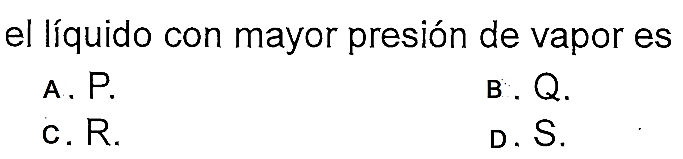 el líquido con mayor presión de vapor es
A. P. B. Q.
C. R. D. S.